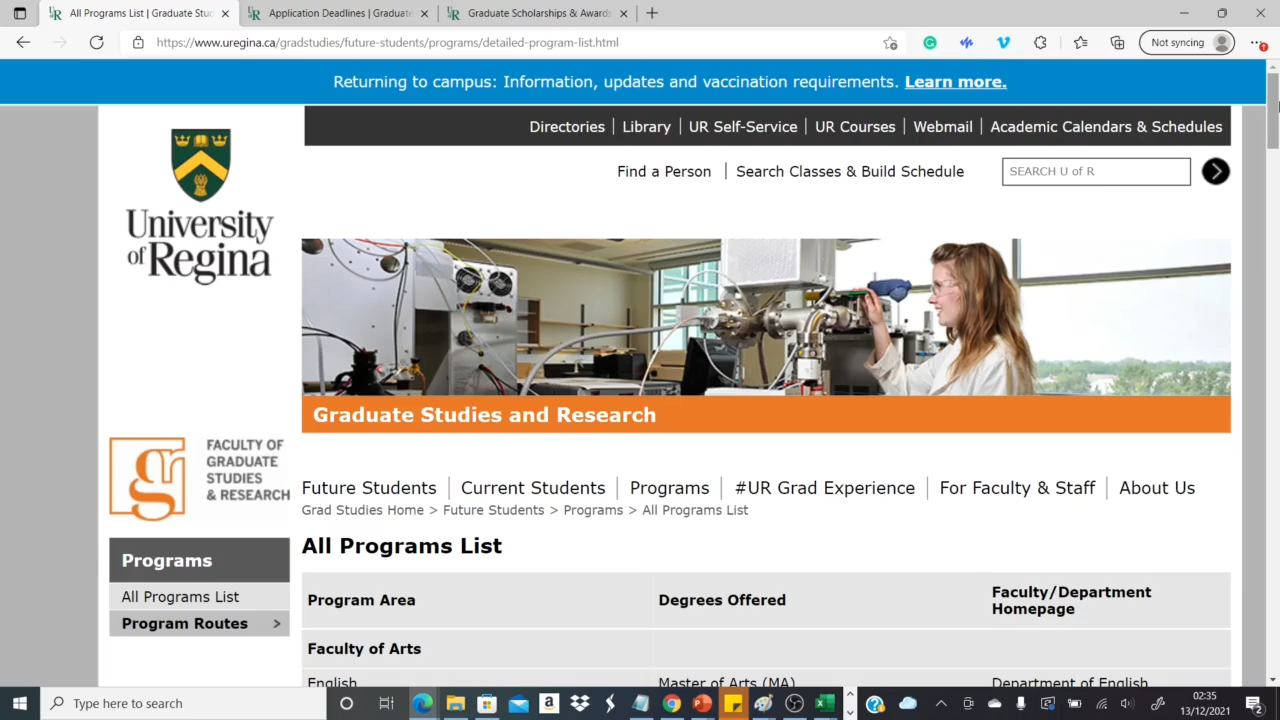 All Programs List | Graduate Stud
Application Deadlines | Graduate
Graduate Scholarships & Awards
https://www.uregina.ca/gradstudies/future-students/programs/detailed-program-list.html
Not syncing
Returning to campus: Information, updates and vaccination requirements. Learn more.
Directories | Library | UR Self-Service | UR Courses | Webmail | Academic Calendars & Schedules
Find a Person | Search Classes & Build Schedule
SEARCH U of R
University
of Regina
Graduate Studies and Research
FACULTY OF
GRADUATE
STUDIES
& RESEARCH
Future Students | Current Students | Programs | #UR Grad Experience | For Faculty & Staff | About Us
Grad Studies Home > Future Students > Programs > All Programs List
All Programs List
Programs
All Programs List
Program Routes >
Program Area
Degrees Offered
Faculty/Department
Homepage
Faculty of Arts
English
Master of Arts (MA)
Department of English
Type here to search
02:35
13/12/2021
2